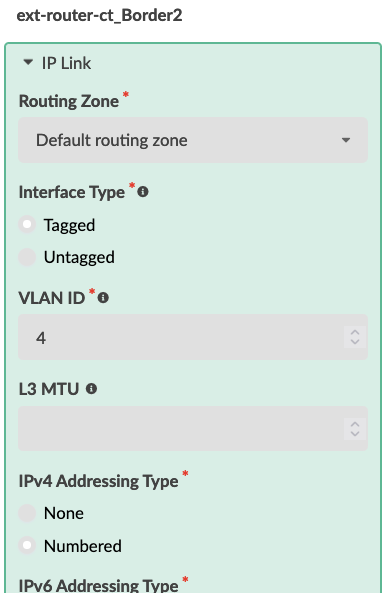 ext-router-ct_Border2
IP Link
Routing Zone *
Default routing zone
Interface Type *
Tagged
Untagged
VLAN ID *
4
L3 MTU
IPv4 Addressing Type *
None
Numbered
IPv6 Addressing Type *